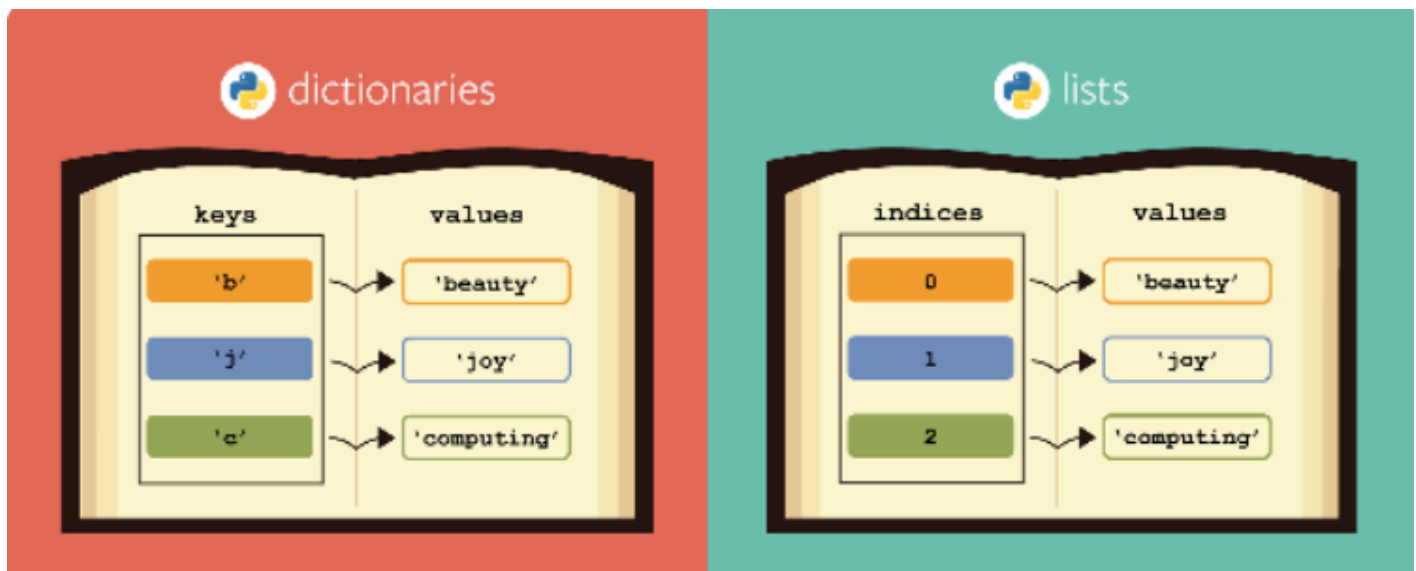 dictionaries
keys values
'b' 'beauty'
'j' 'joy'
'c' 'computing'
lists
indices values
0 'beauty'
1 'joy'
2 'computing'